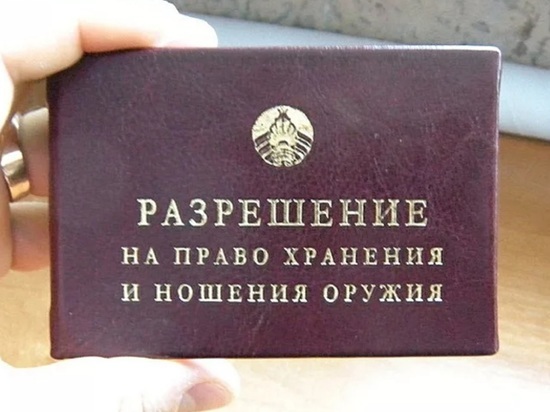 РАЗРЕШЕНИЕ
НА ПРАВО ХРАНЕНИЯ
И НОШЕНИЯ ОРУЖИЯ